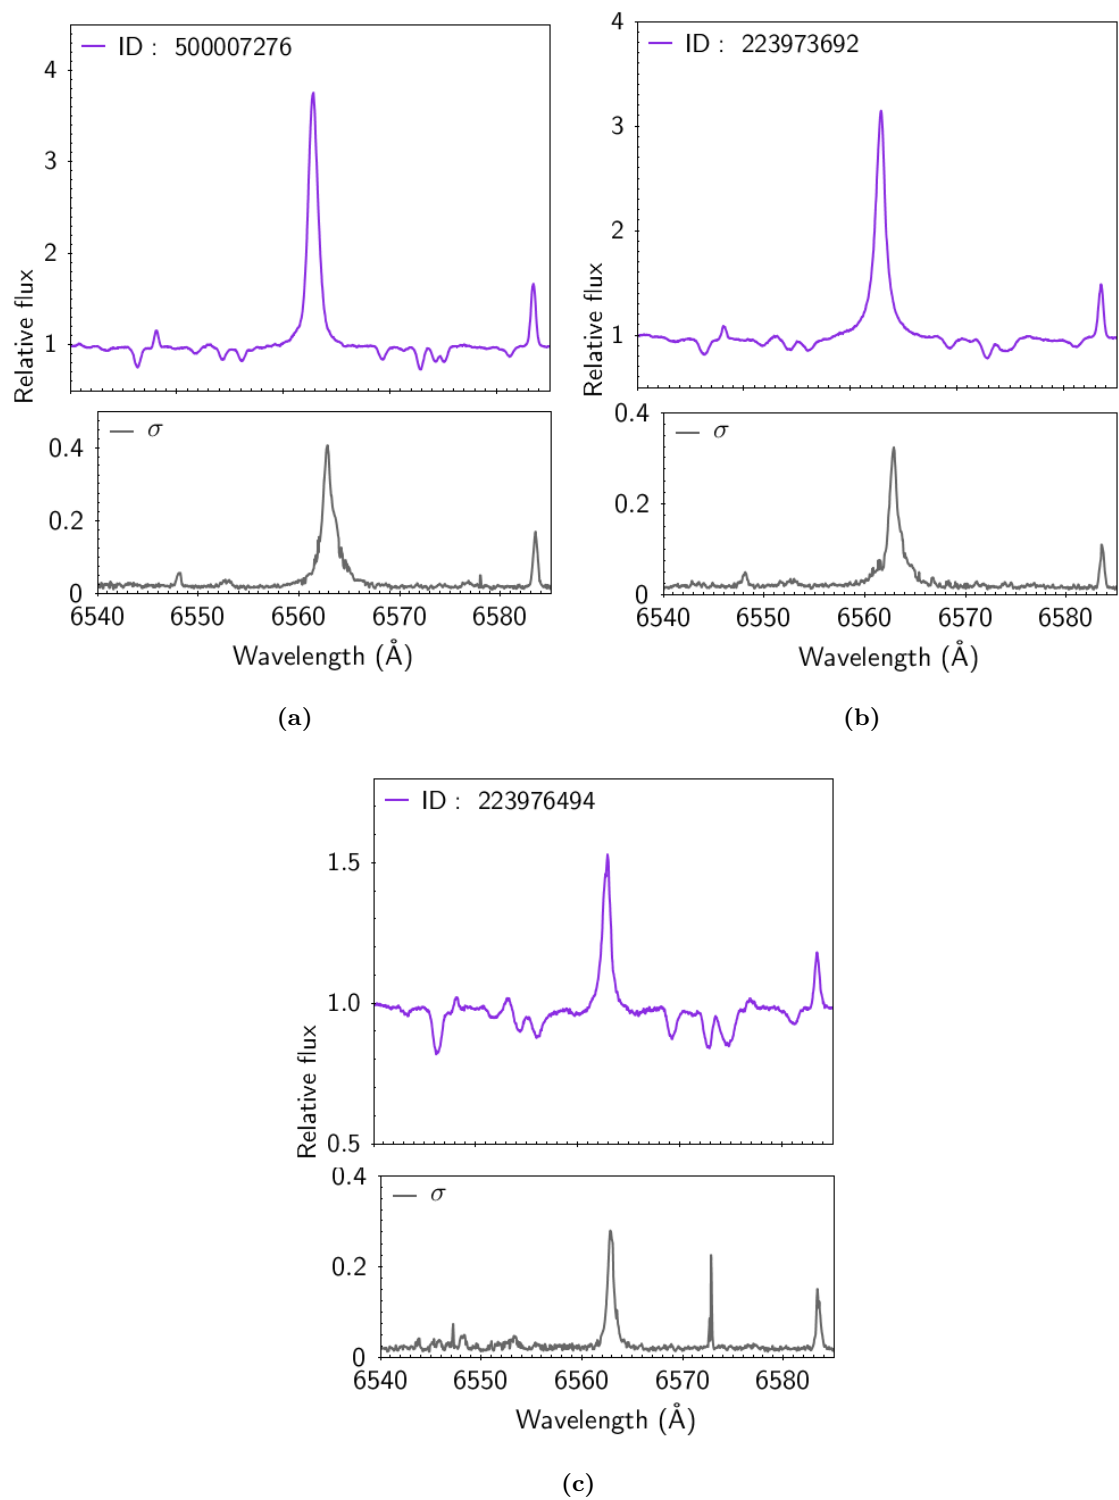 ID : 500007276
4
3
2
1
Relative flux
σ
0.4
0.2
0
6540 6550 6560 6570 6580
Wavelength (Å)
(a)
ID : 223973692
4
3
2
1
Relative flux
σ
0.4
0.2
0
6540 6550 6560 6570 6580
Wavelength (Å)
(b)
ID : 223976494
1.5
1.0
0.5
Relative flux
σ
0.4
0.2
0
6540 6550 6560 6570 6580
Wavelength (Å)
(c)